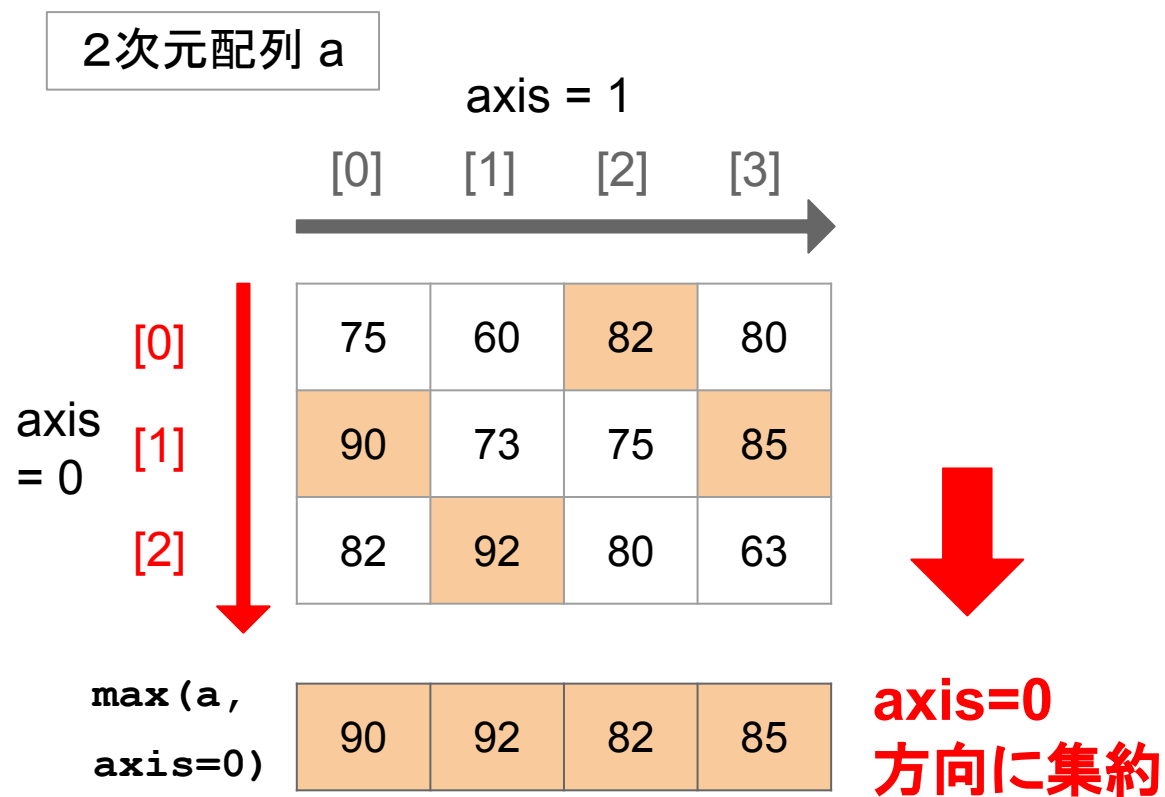 ２次元配列 a
axis = 1
[0] [1] [2] [3]
[0] 75 60 82 80
axis
= 0
[1] 90 73 75 85
[2] 82 92 80 63
max(a,
axis=0)
90 92 82 85
axis=0
方向に集約